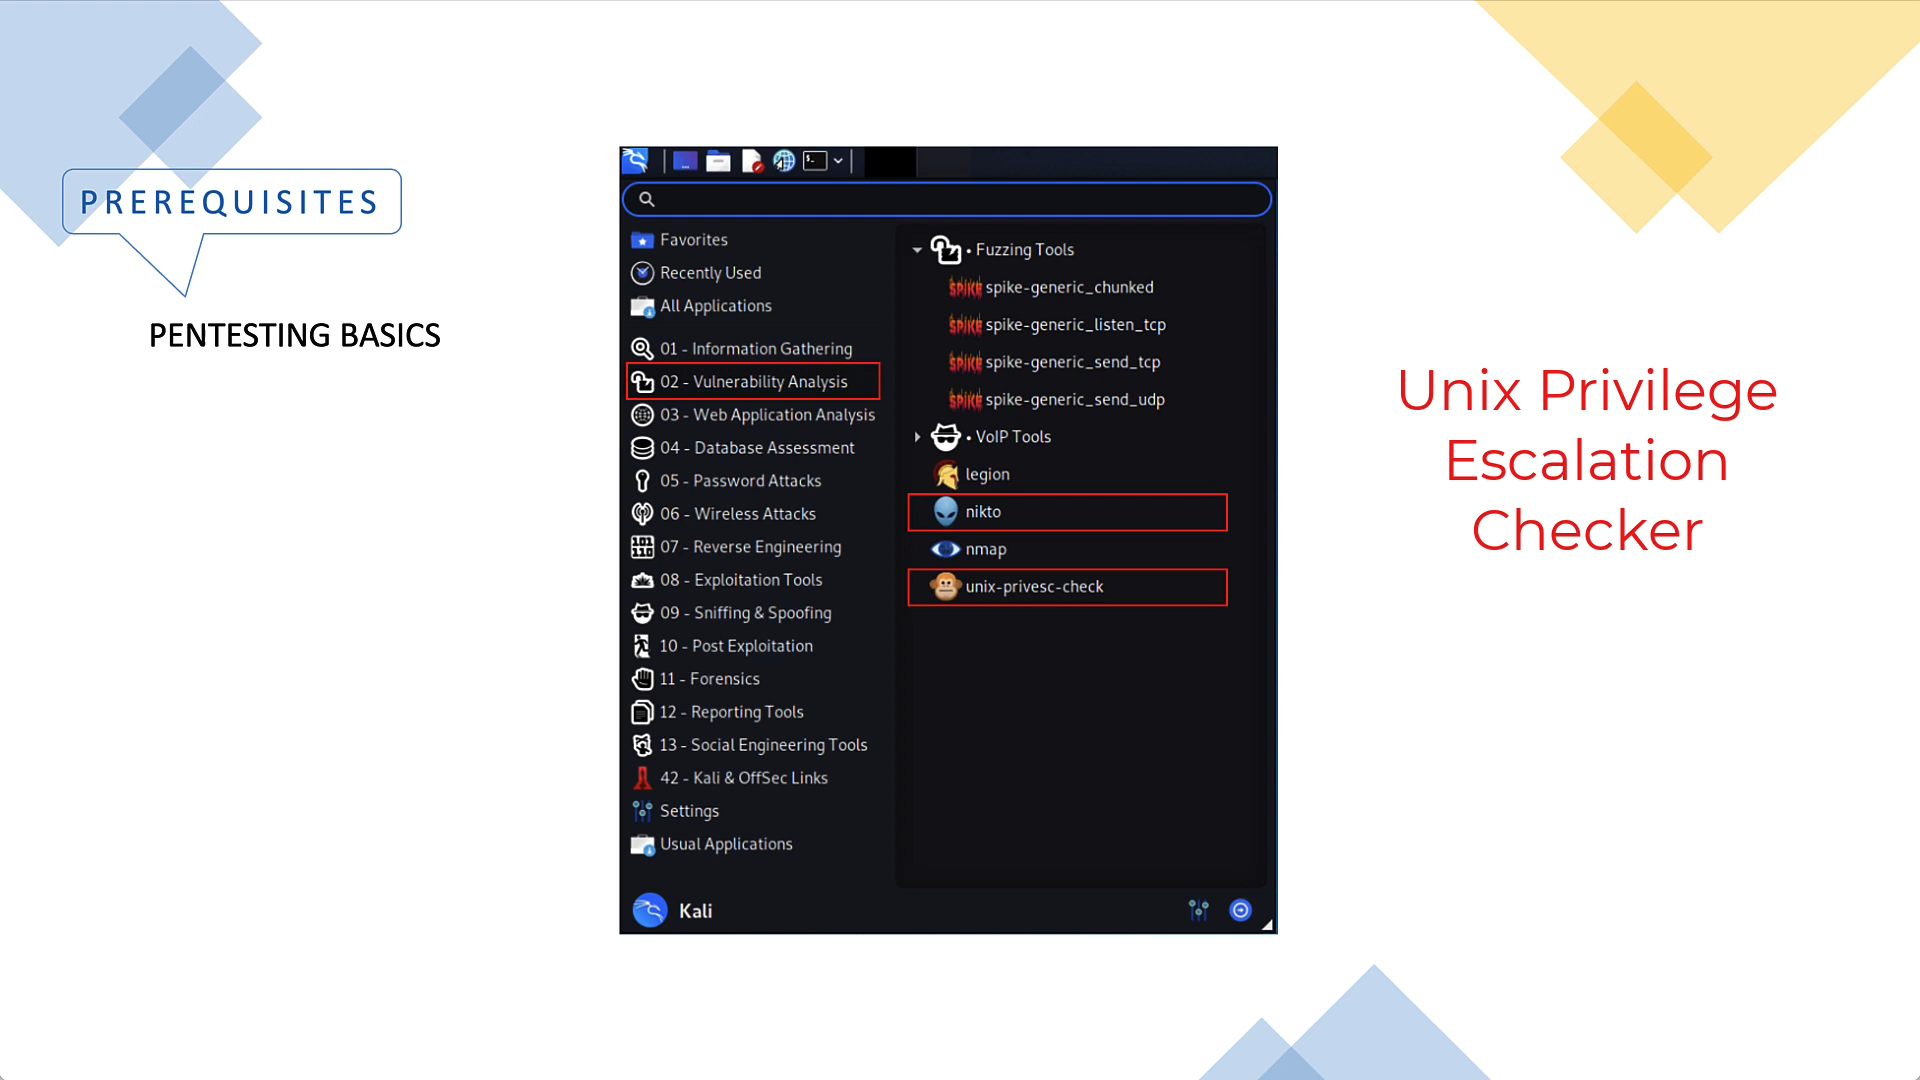 PREREQUISITES
PENTESTING BASICS
Favorites
Recently Used
All Applications
01 - Information Gathering
02 - Vulnerability Analysis
03 - Web Application Analysis
04 - Database Assessment
05 - Password Attacks
06 - Wireless Attacks
07 - Reverse Engineering
08 - Exploitation Tools
09 - Sniffing & Spoofing
10 - Post Exploitation
11 - Forensics
12 - Reporting Tools
13 - Social Engineering Tools
42 - Kali & OffSec Links
Settings
Usual Applications
Kali
• Fuzzing Tools
SPIKE spike-generic_chunked
SPIKE spike-generic_listen_tcp
SPIKE spike-generic_send_tcp
SPIKE spike-generic_send_udp
• VoIP Tools
legion
nikto
nmap
unix-privesc-check
Unix Privilege
Escalation
Checker